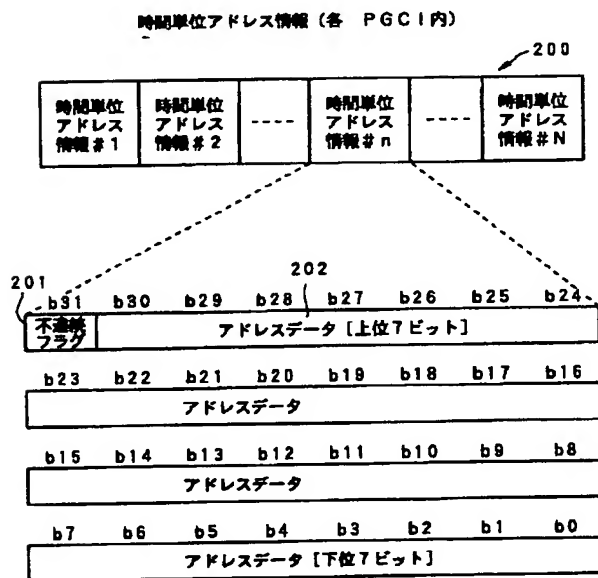 時間単位アドレス情報（各 PGCI内）
200
時間単位
アドレス
情報＃1
時間単位
アドレス
情報＃2
時間単位
アドレス
情報＃n
時間単位
アドレス
情報＃N
201
202
b31 b30 b29 b28 b27 b26 b25 b24
不連続
フラグ
アドレスデータ［上位7ビット］
b23 b22 b21 b20 b19 b18 b17 b16
アドレスデータ
b15 b14 b13 b12 b11 b10 b9 b8
アドレスデータ
b7 b6 b5 b4 b3 b2 b1 b0
アドレスデータ［下位7ビット］